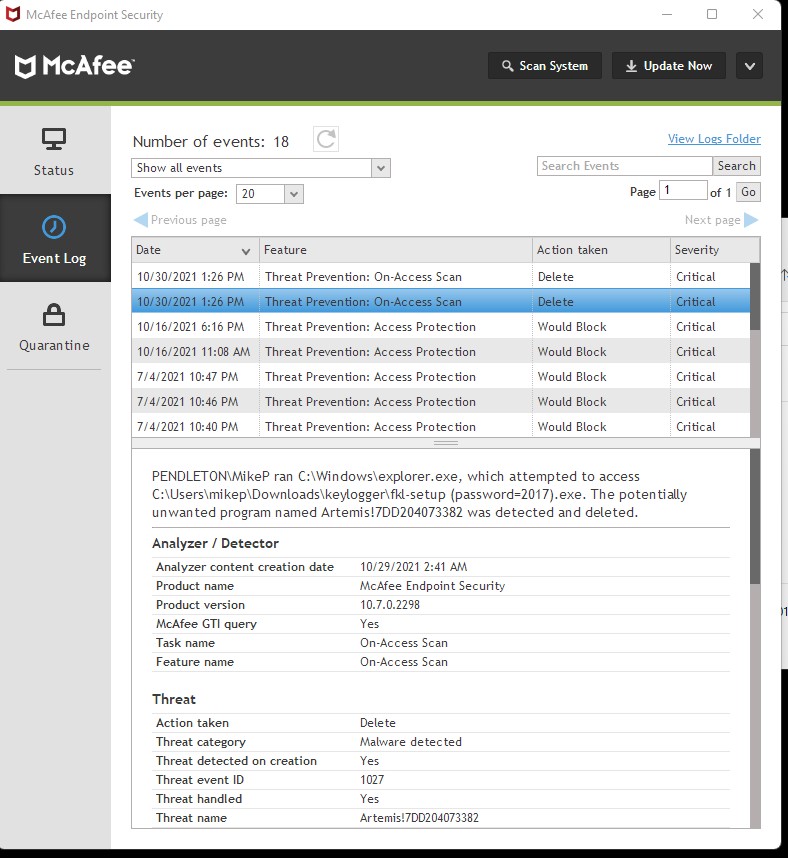 McAfee Endpoint Security
McAfee
Scan System
Update Now
Status
Event Log
Quarantine
Number of events: 18
View Logs Folder
Show all events
Search Events
Search
Events per page: 20
Page 1 of 1 Go
Previous page
Next page
Date Feature Action taken Severity
10/30/2021 1:26 PM Threat Prevention: On-Access Scan Delete Critical
10/30/2021 1:26 PM Threat Prevention: On-Access Scan Delete Critical
10/16/2021 6:16 PM Threat Prevention: Access Protection Would Block Critical
10/16/2021 11:08 AM Threat Prevention: Access Protection Would Block Critical
7/4/2021 10:47 PM Threat Prevention: Access Protection Would Block Critical
7/4/2021 10:46 PM Threat Prevention: Access Protection Would Block Critical
7/4/2021 10:40 PM Threat Prevention: Access Protection Would Block Critical
PENDLETON\MikeP ran C:\Windows\explorer.exe, which attempted to access
C:\Users\mikep\Downloads\keylogger\fkl-setup (password=2017).exe. The potentially
unwanted program named Artemis!7DD204073382 was detected and deleted.
Analyzer / Detector
Analyzer content creation date 10/29/2021 2:41 AM
Product name McAfee Endpoint Security
Product version 10.7.0.2298
McAfee GTI query Yes
Task name On-Access Scan
Feature name On-Access Scan
Threat
Action taken Delete
Threat category Malware detected
Threat detected on creation Yes
Threat event ID 1027
Threat handled Yes
Threat name Artemis!7DD204073382